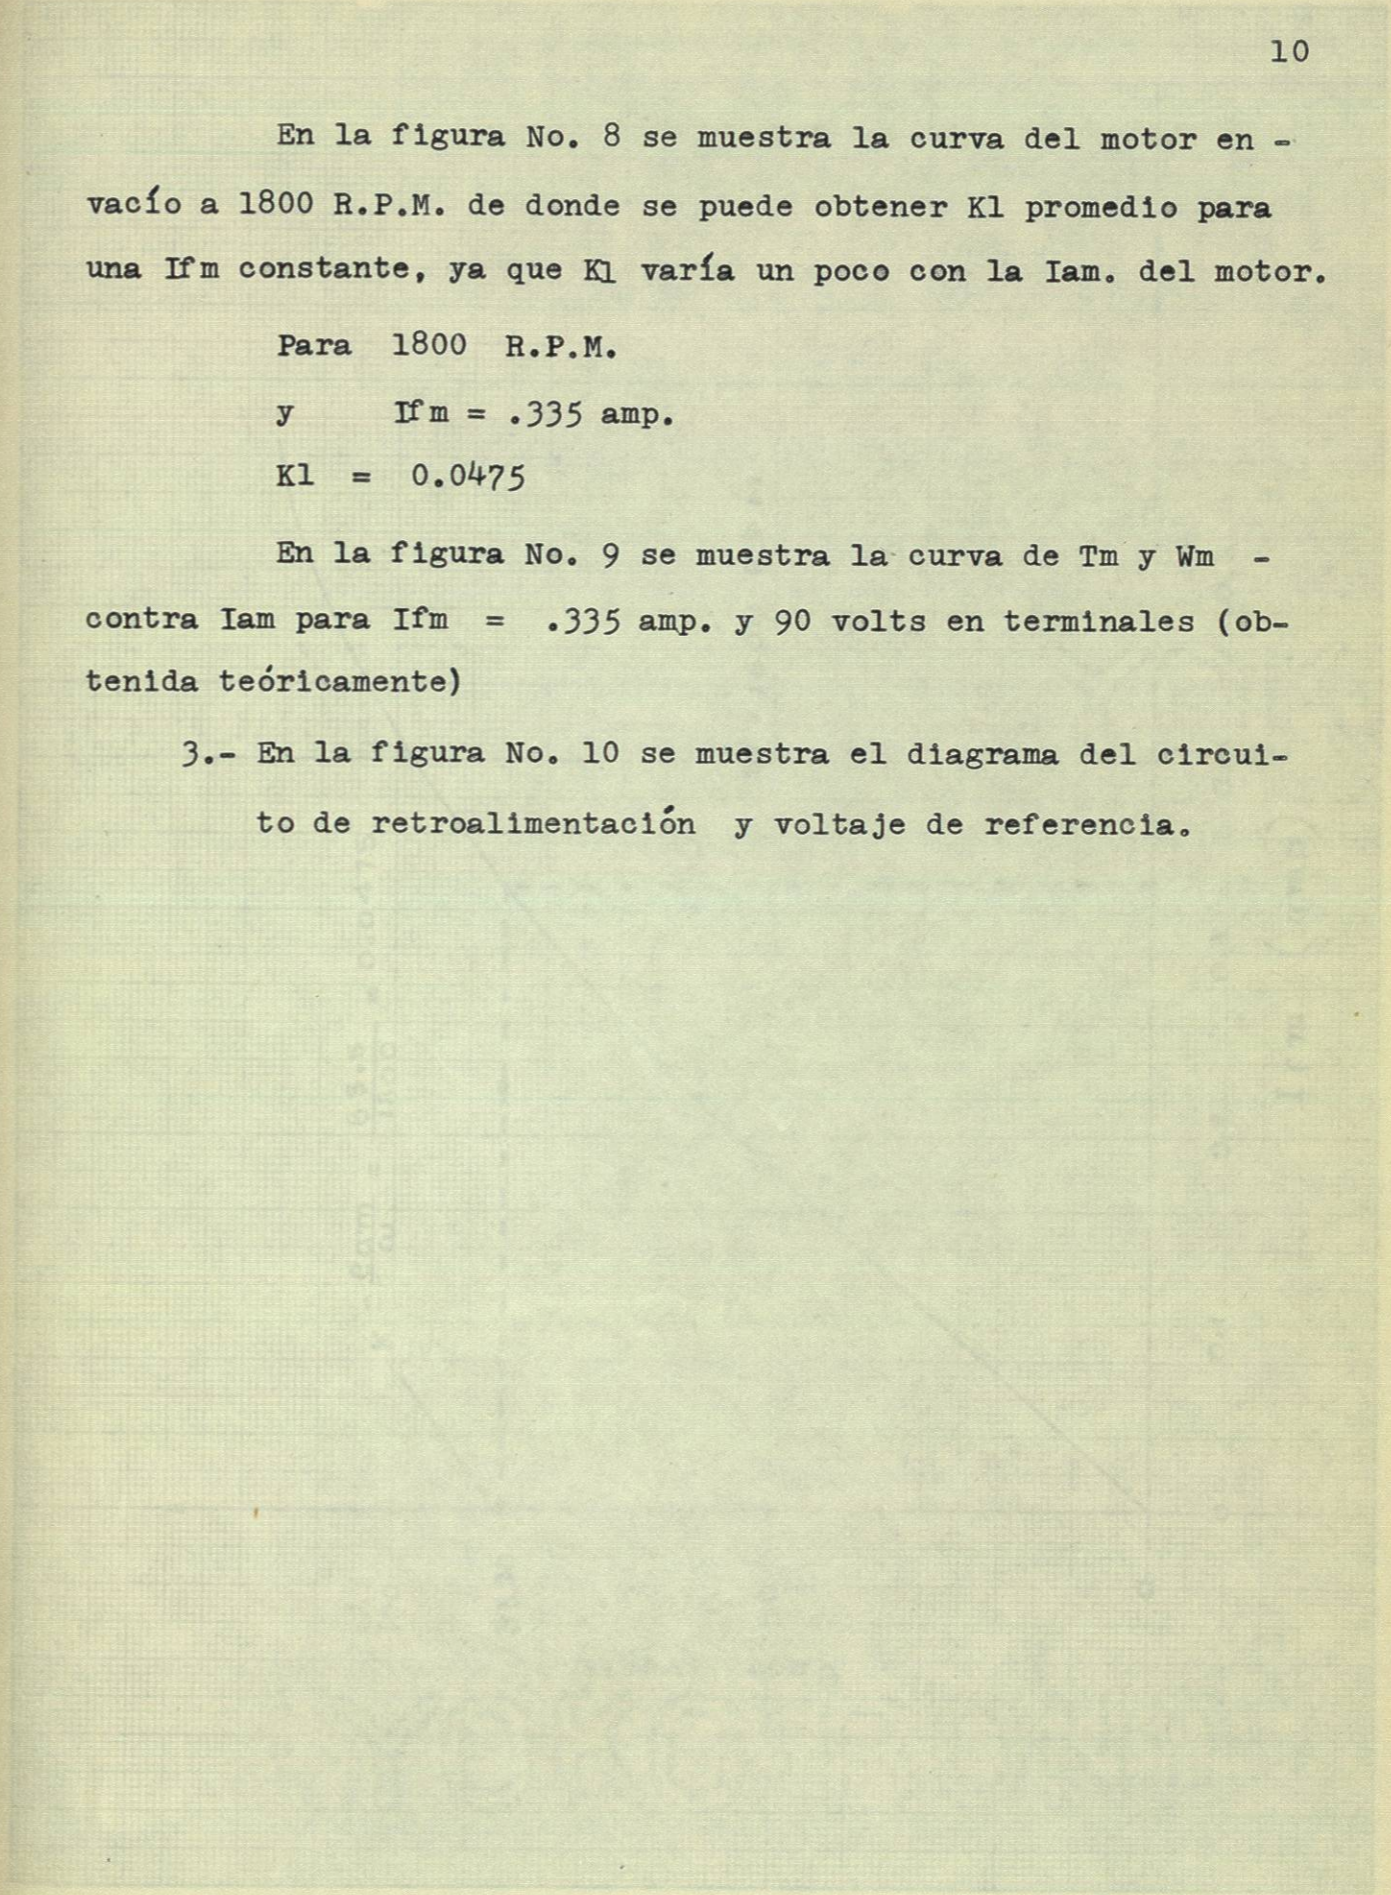 10
En la figura No. 8 se muestra la curva del motor en -
vacío a 1800 R.P.M. de donde se puede obtener Kl promedio para
una Ifm constante, ya que Kl varía un poco con la Iam. del motor.
Para 1800 R.P.M.
y Ifm = .335 amp.
Kl = 0.0475
En la figura No. 9 se muestra la curva de Tm y Wm -
contra Iam para Ifm = .335 amp. y 90 volts en terminales (ob-
tenida teóricamente)
3.- En la figura No. 10 se muestra el diagrama del circui-
to de retroalimentación y voltaje de referencia.